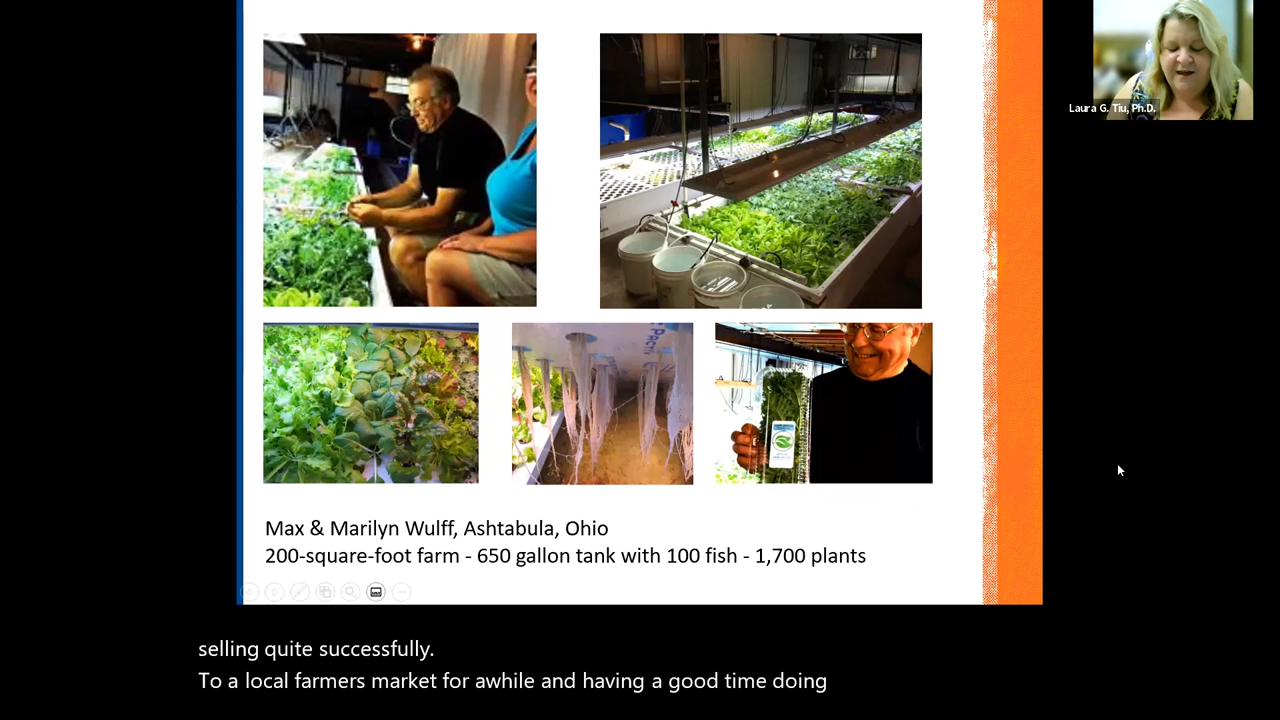 Laura G. Tiu, Ph.D.
Max & Marilyn Wulff, Ashtabula, Ohio
200-square-foot farm - 650 gallon tank with 100 fish - 1,700 plants
selling quite successfully.
To a local farmers market for awhile and having a good time doing